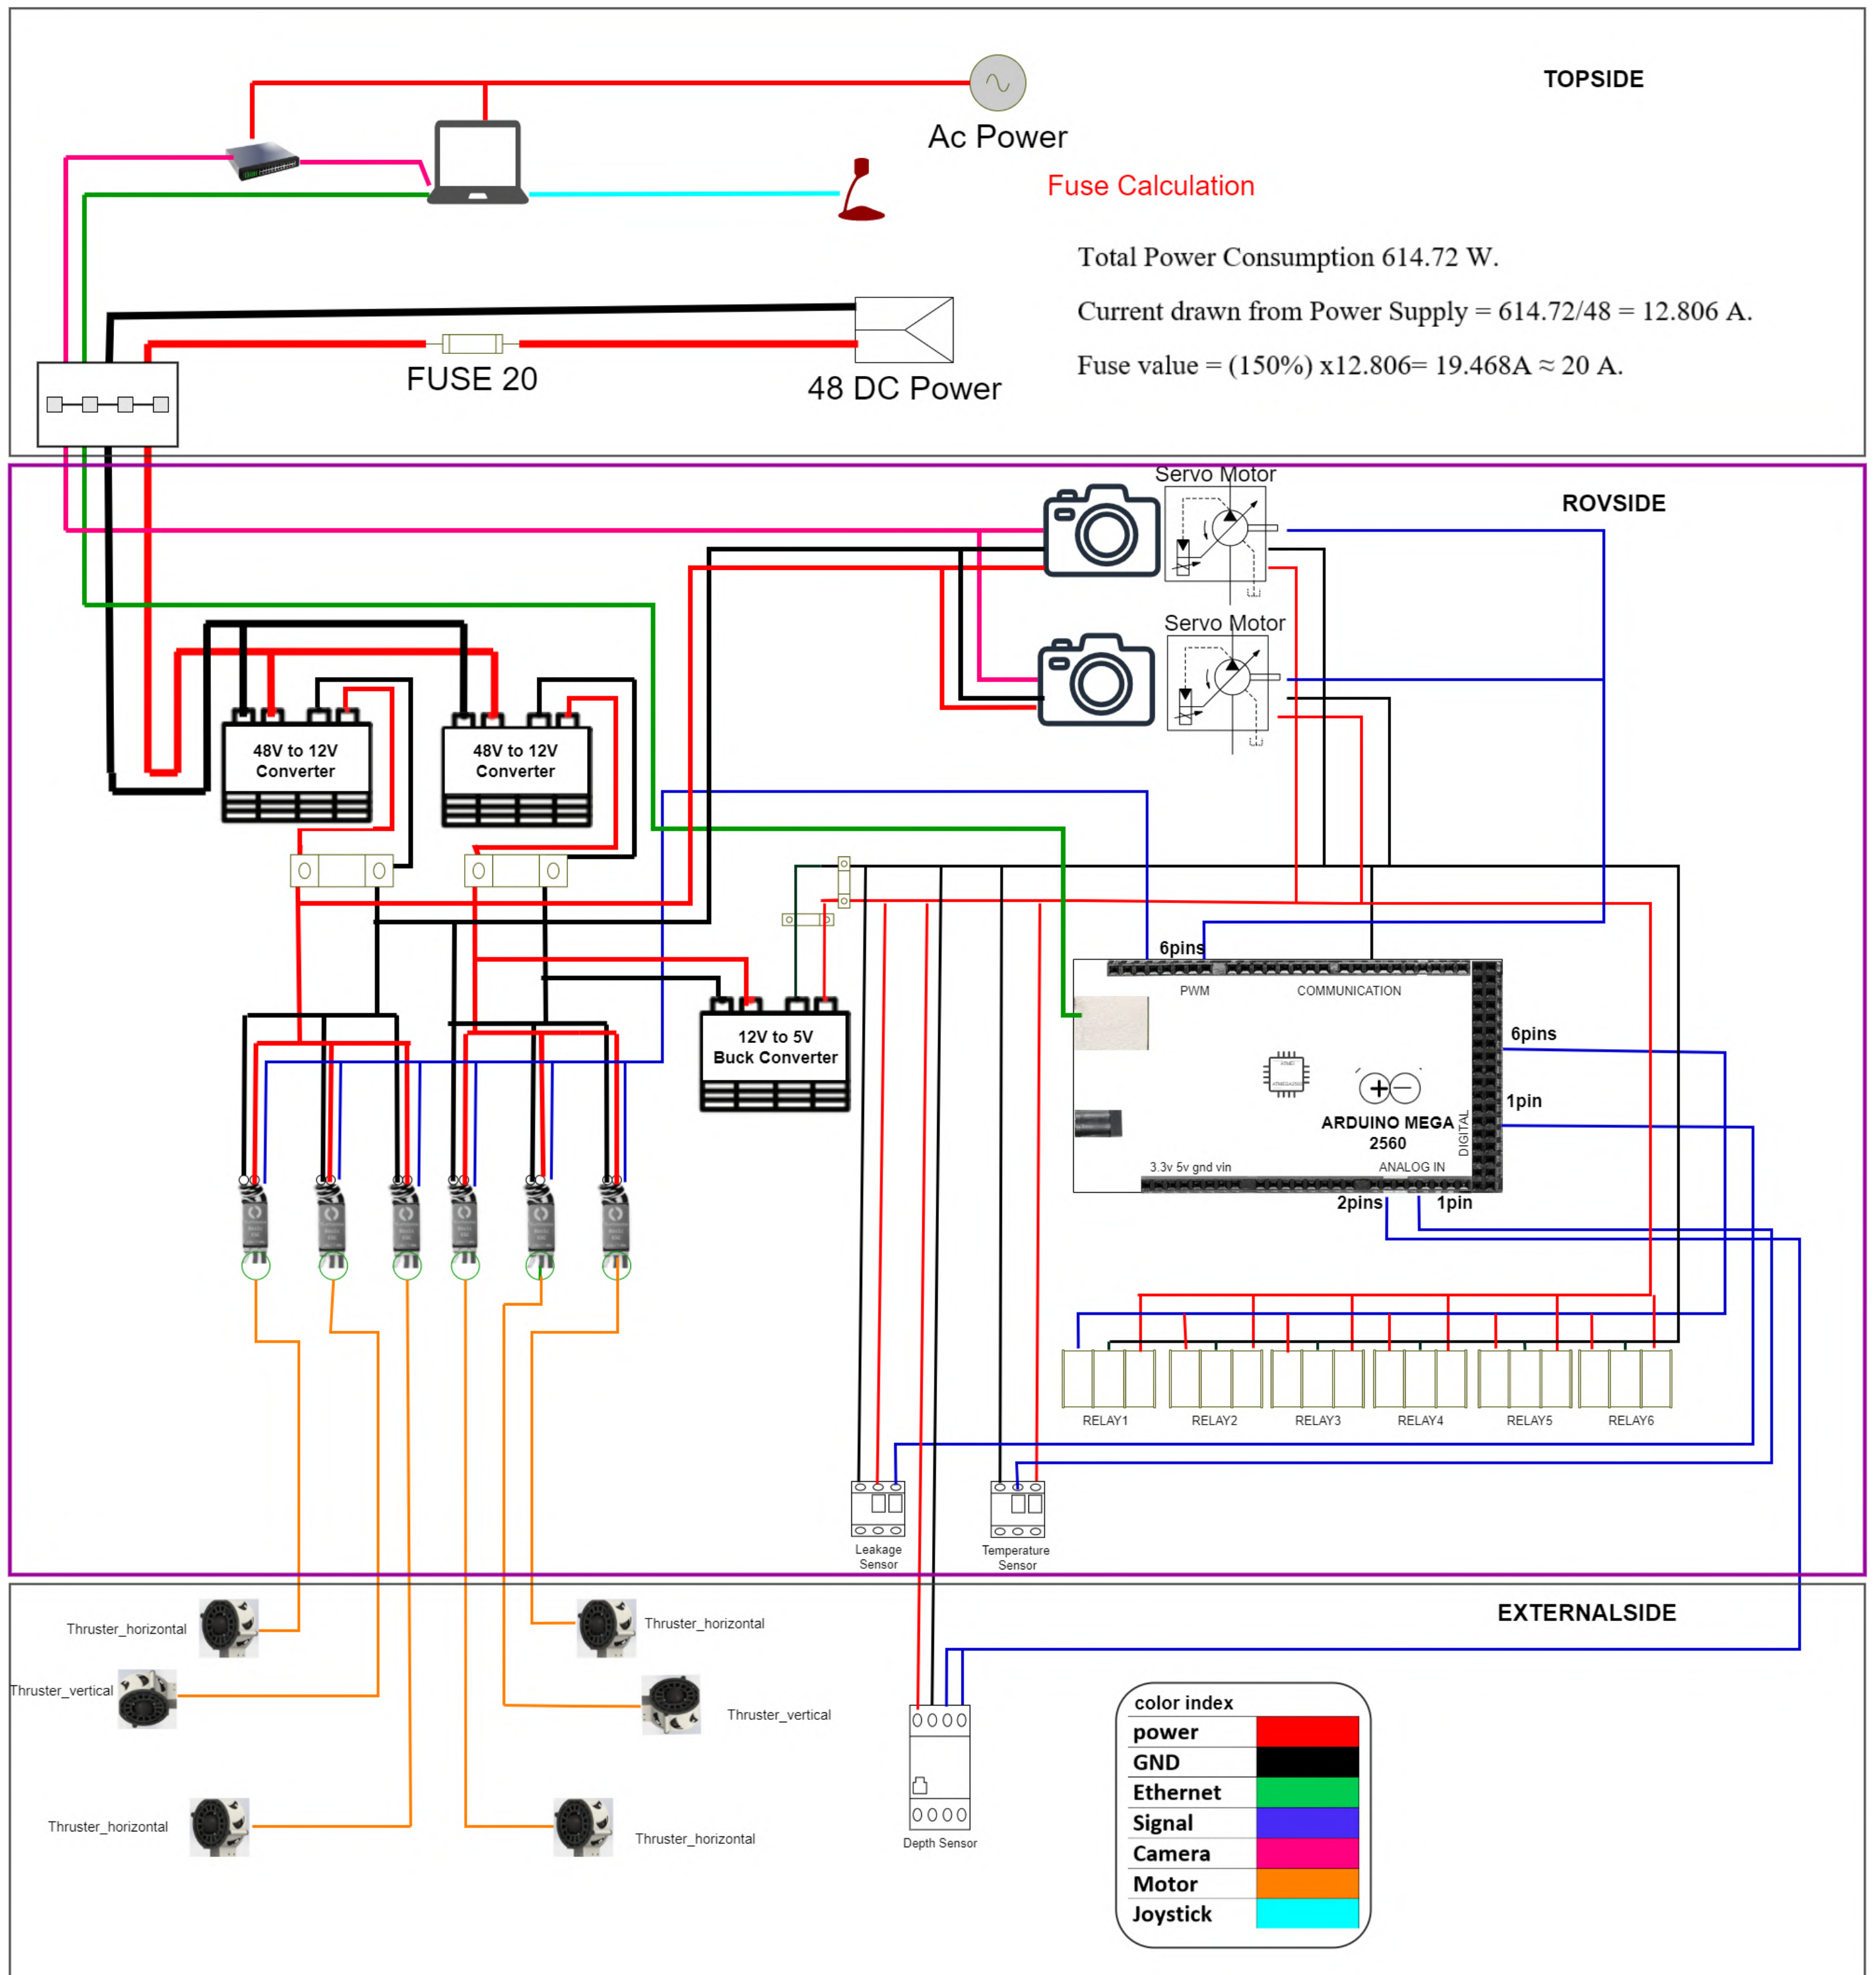 TOPSIDE
Ac Power
Fuse Calculation
Total Power Consumption 614.72 W.
Current drawn from Power Supply = 614.72/48 = 12.806 A.
Fuse value = (150%) x12.806= 19.468A ≈ 20 A.
FUSE 20
48 DC Power
Servo Motor
ROVSIDE
Servo Motor
48V to 12V
Converter
48V to 12V
Converter
6pins
PWM
COMMUNICATION
12V to 5V
Buck Converter
6pins
1pin
ARDUINO MEGA
2560
DIGITAL
3.3v 5v gnd vin
ANALOG IN
2pins
1pin
RELAY1
RELAY2
RELAY3
RELAY4
RELAY5
RELAY6
Leakage
Sensor
Temperature
Sensor
EXTERNALSIDE
Thruster_horizontal
Thruster_horizontal
Thruster_vertical
Thruster_vertical
Thruster_horizontal
Thruster_horizontal
Depth Sensor
color index
power
GND
Ethernet
Signal
Camera
Motor
Joystick